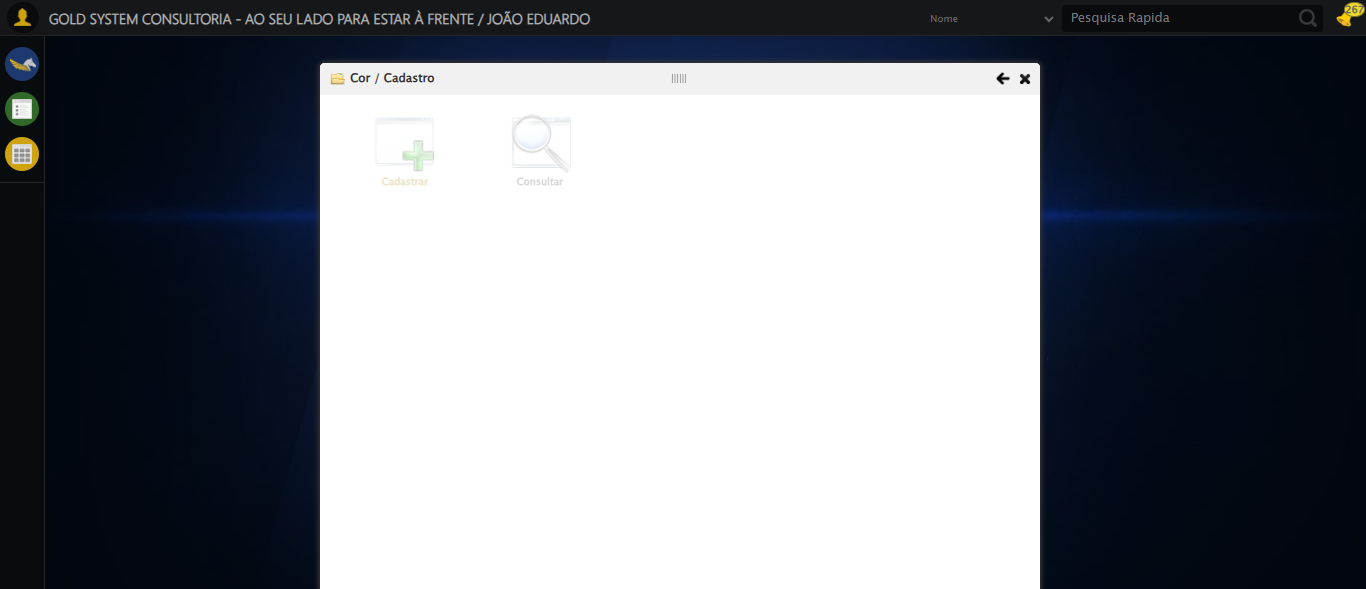 GOLD SYSTEM CONSULTORIA - AO SEU LADO PARA ESTAR À FRENTE / JOÃO EDUARDO
Nome
Pesquisa Rapida
267
Cor / Cadastro
Cadastrar
Consultar